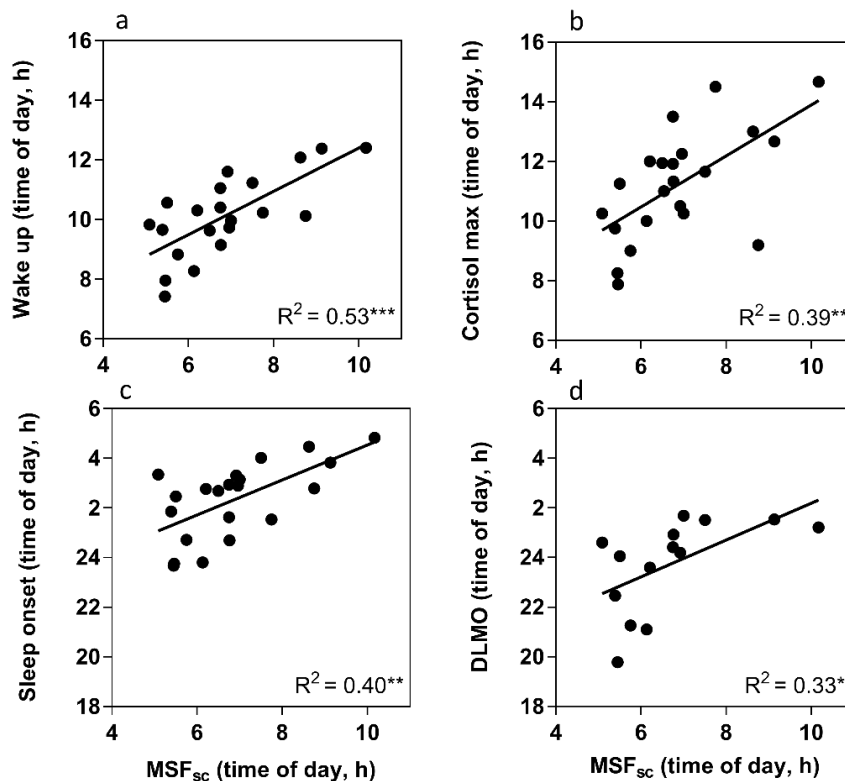 a
Wake up (time of day, h)
16
14
12
10
8
6
4 6 8 10
R² = 0.53***
b
Cortisol max (time of day, h)
16
14
12
10
8
6
4 6 8 10
R² = 0.39**
c
Sleep onset (time of day, h)
6
4
2
24
22
20
18
4 6 8 10
R² = 0.40**
MSFsc (time of day, h)
d
DLMO (time of day, h)
6
4
2
24
22
20
18
4 6 8 10
R² = 0.33*
MSFsc (time of day, h)